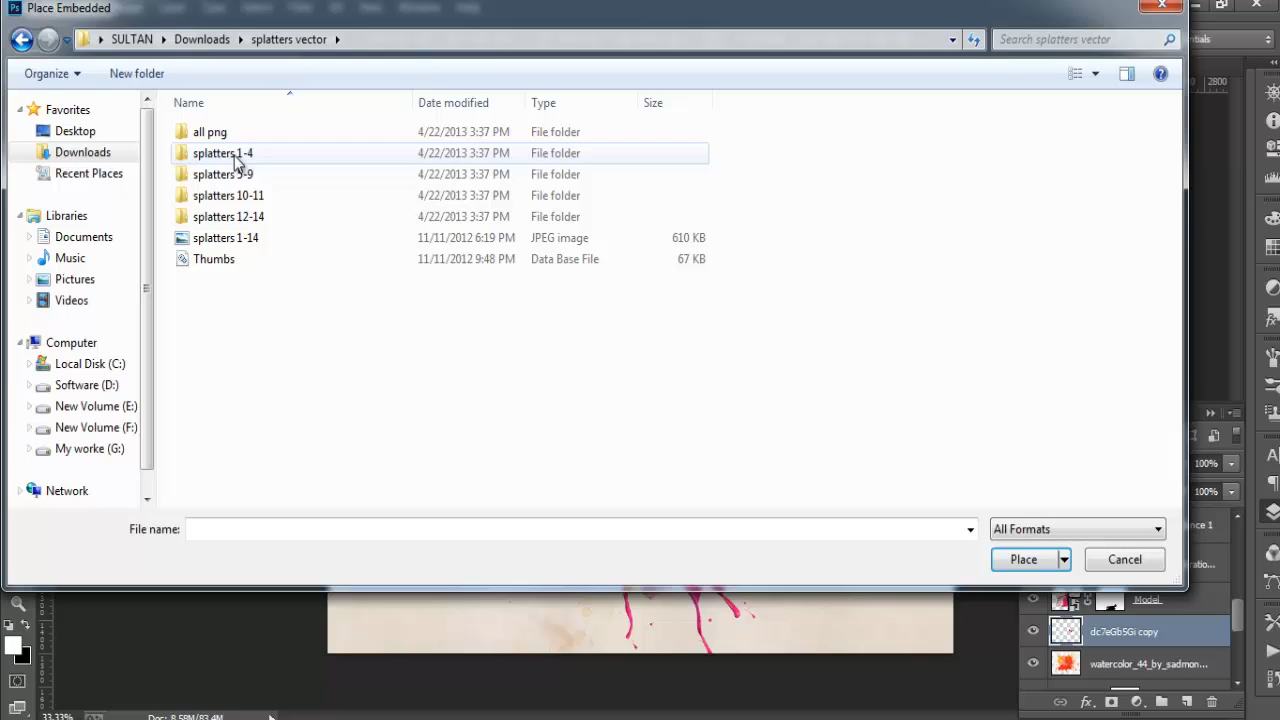 Place Embedded
SULTAN Downloads splatters vector
Search splatters vector
Organize New folder
Name Date modified Type Size
Favorites
Desktop
Downloads
Recent Places
Libraries
Documents
Music
Pictures
Videos
Computer
Local Disk (C:)
Software (D:)
New Volume (E:)
New Volume (F:)
My worke (G:)
Network
all png 4/22/2013 3:37 PM File folder
splatters 1-4 4/22/2013 3:37 PM File folder
splatters 5-9 4/22/2013 3:37 PM File folder
splatters 10-11 4/22/2013 3:37 PM File folder
splatters 12-14 4/22/2013 3:37 PM File folder
splatters 1-14 11/11/2012 6:19 PM JPEG image 610 KB
Thumbs 11/11/2012 9:48 PM Data Base File 67 KB
File name:
All Formats
Place Cancel
2800
100%
100%
Model
dc7eGb5Gi copy
watercolor_44_by_sadmon...
33.33% Doc: 8.58M/83.4M